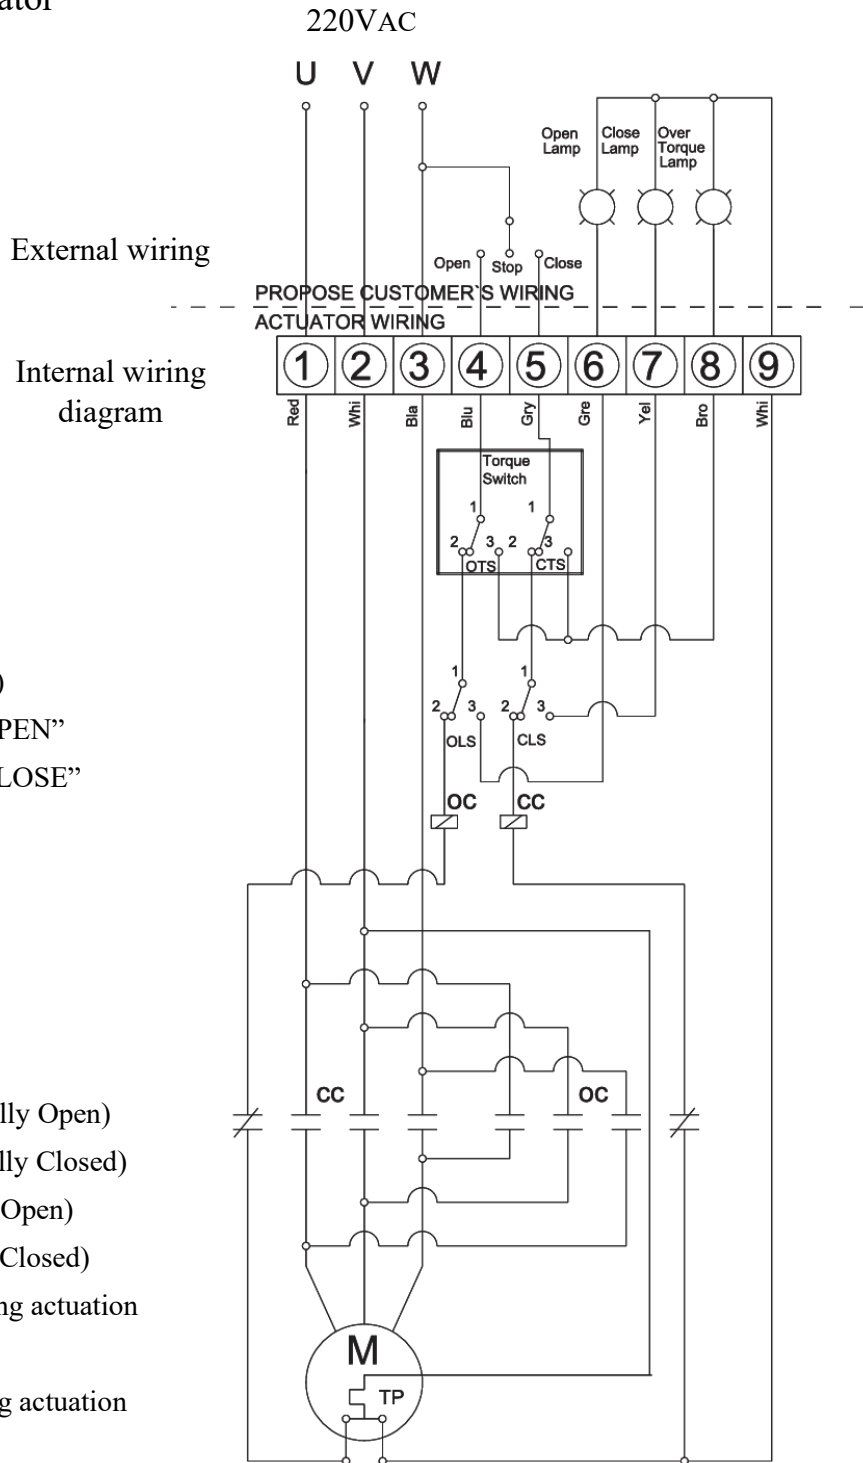 220VAC
U V W
Open Lamp
Close Lamp
Over Torque Lamp
External wiring
Open Stop Close
PROPOSE CUSTOMER`S WIRING
ACTUATOR WIRING
Internal wiring diagram
1 2 3 4 5 6 7 8 9
Red Whi Bla Blu Gry Gre Yel Bro Whi
Torque
Switch
1 1
2 3 2 3
OTS CTS
)
1 1
2 3 2 3
OLS CLS
PEN”
LOSE”
OC CC
CC OC
lly Open)
lly Closed)
Open)
Closed)
ng actuation
M
TP
g actuation